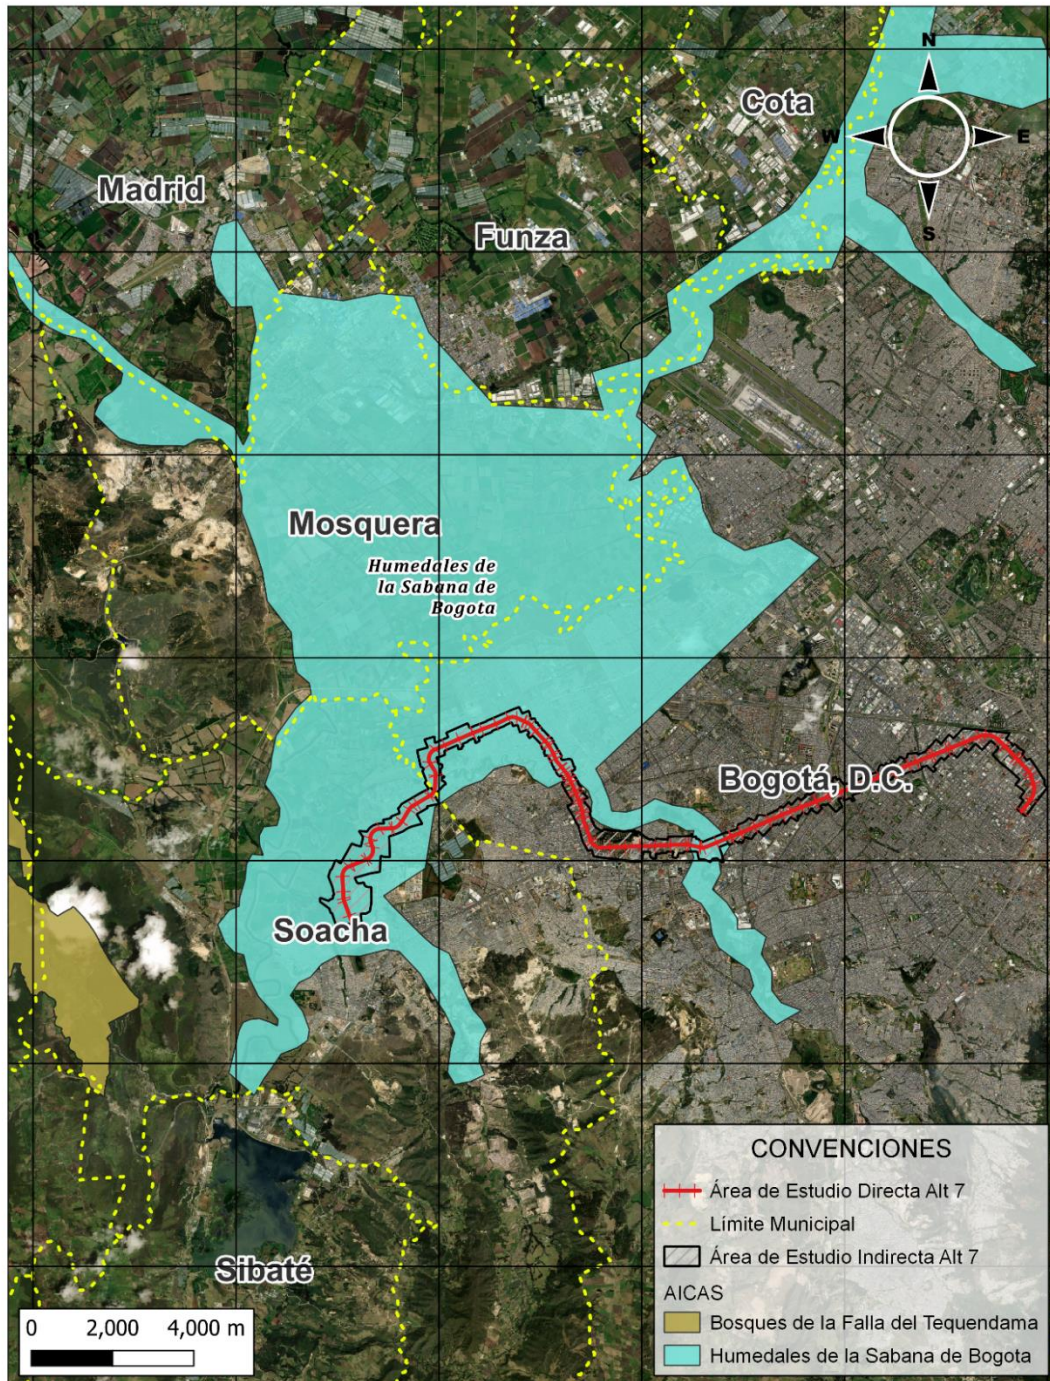 N
Cota
W
E
Madrid
Funza
S
Mosquera
Humedales de
la Sabana de
Bogota
Bogotá, D.C.
Soacha
Sibaté
0 2,000 4,000 m
CONVENCIONES
Área de Estudio Directa Alt 7
Límite Municipal
Área de Estudio Indirecta Alt 7
AICAS
Bosques de la Falla del Tequendama
Humedales de la Sabana de Bogota